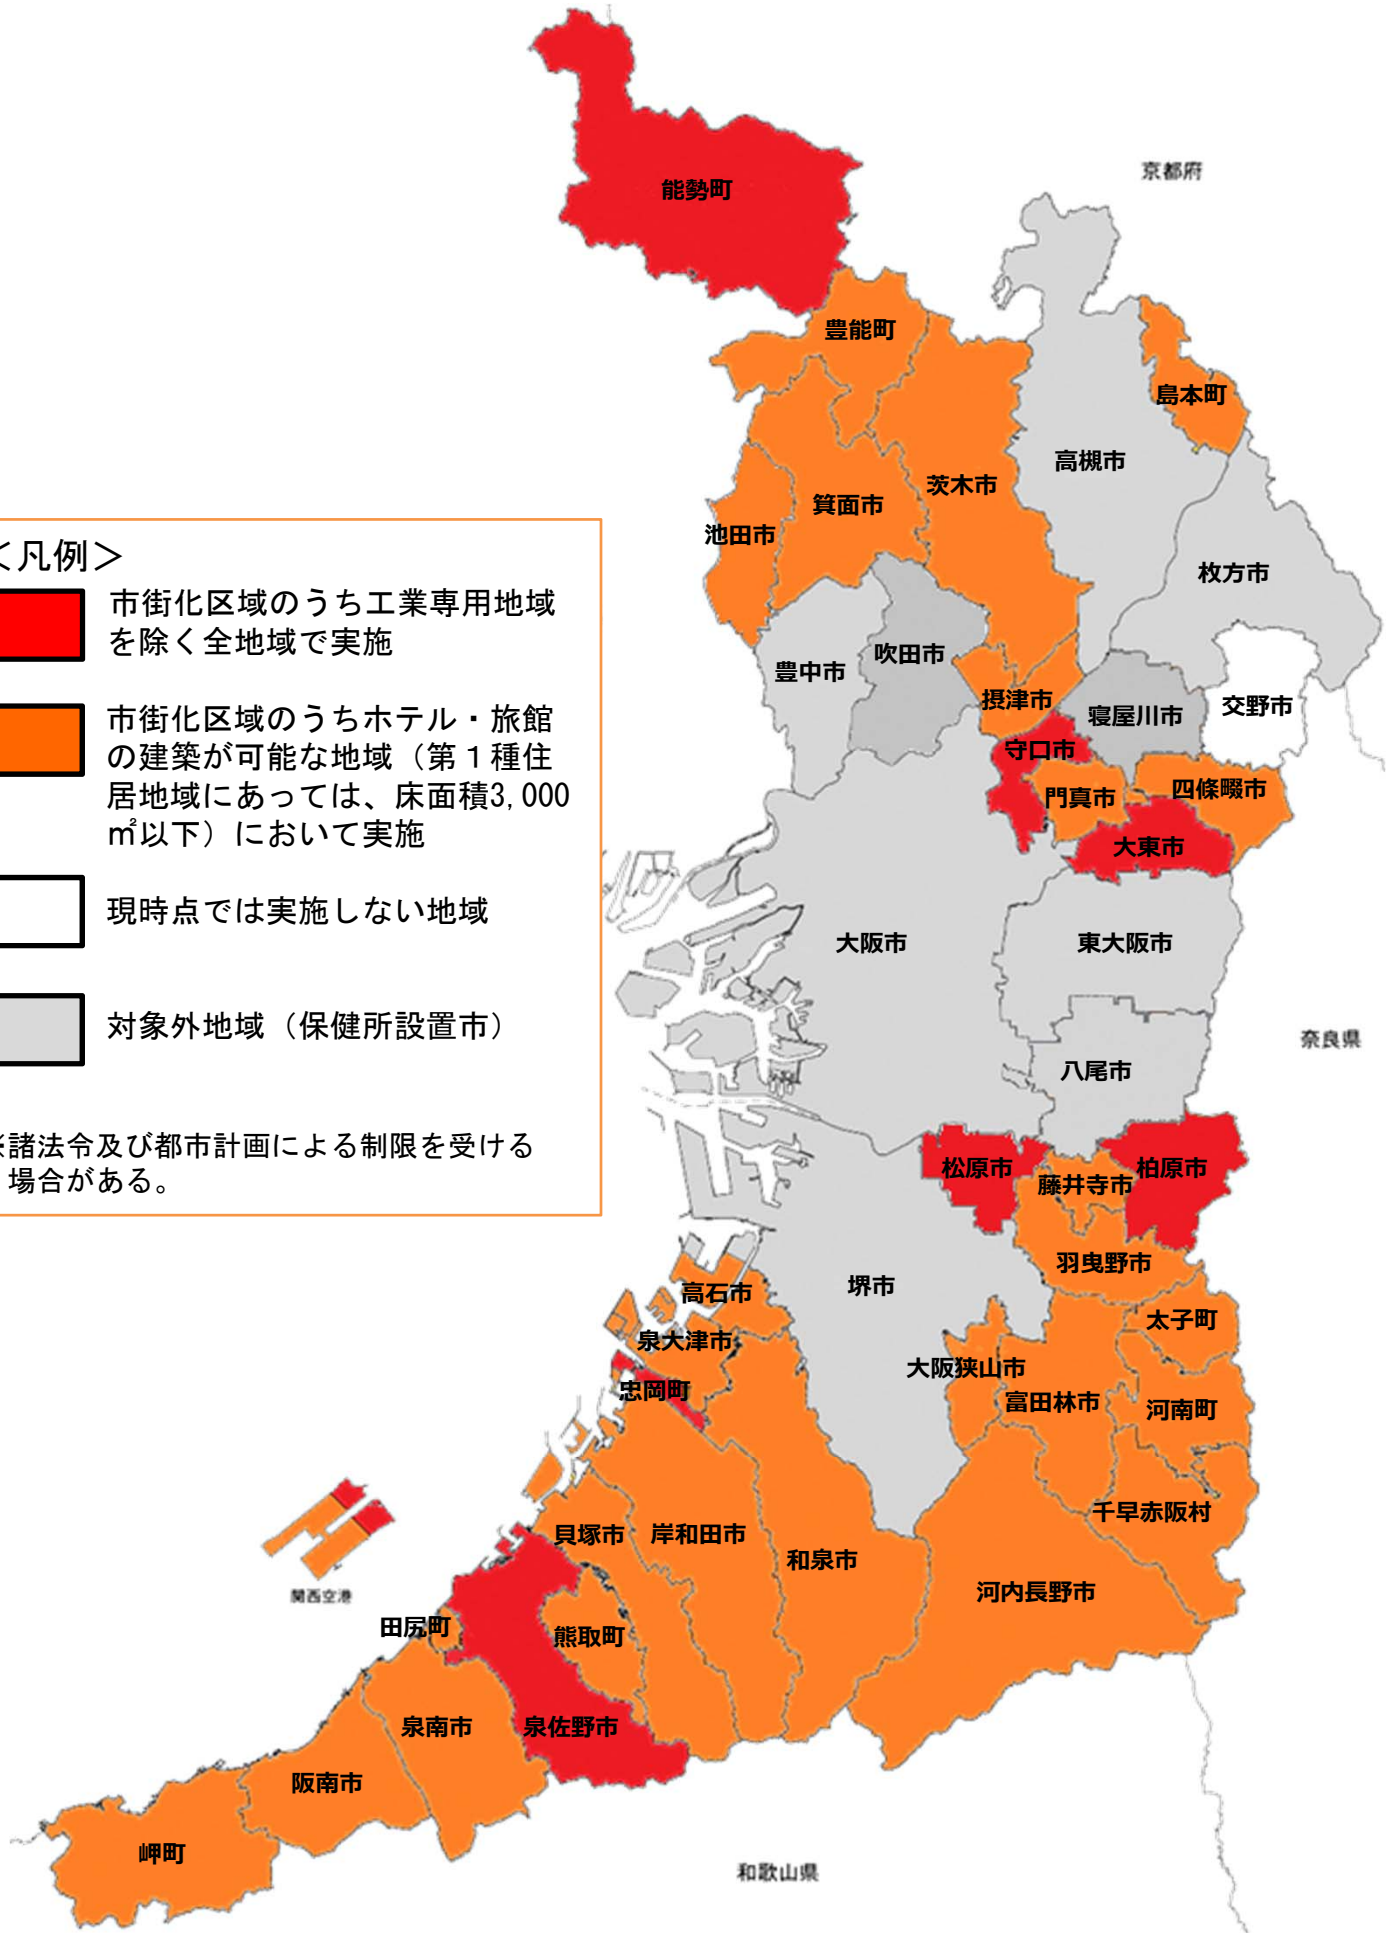 京都府
能勢町
豊能町
島本町
高槻市
茨木市
箕面市
池田市
枚方市
＜凡例＞
市街化区域のうち工業専用地域
を除く全地域で実施
市街化区域のうちホテル・旅館
の建築が可能な地域（第１種住
居地域にあっては、床面積3,000
㎡以下）において実施
現時点では実施しない地域
対象外地域（保健所設置市）
※諸法令及び都市計画による制限を受ける
場合がある。
吹田市
豊中市
摂津市
寝屋川市
交野市
守口市
門真市
四條畷市
大東市
大阪市
東大阪市
奈良県
八尾市
松原市
藤井寺市
柏原市
羽曳野市
堺市
高石市
太子町
泉大津市
大阪狭山市
忠岡町
富田林市
河南町
千早赤阪村
貝塚市
岸和田市
和泉市
河内長野市
関西空港
田尻町
熊取町
泉南市
泉佐野市
阪南市
岬町
和歌山県